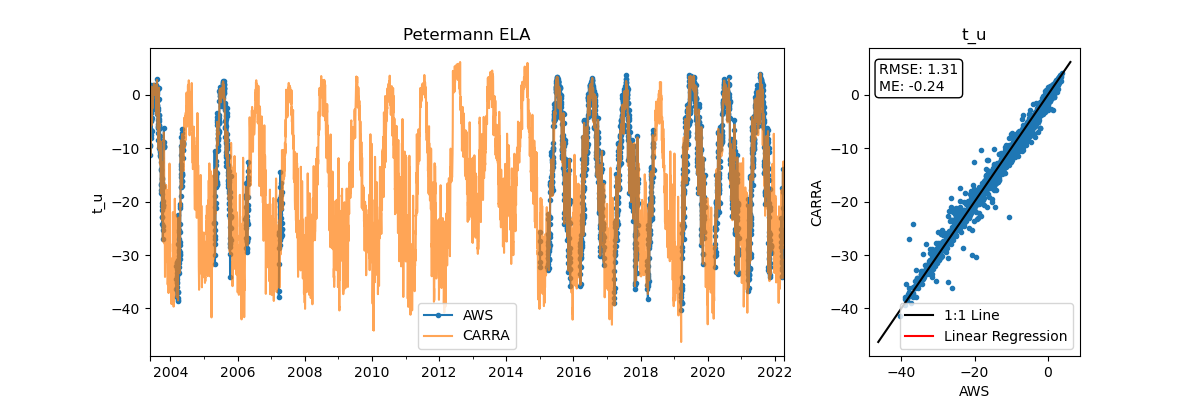 Petermann ELA
t_u
0
−10
−20
−30
−40
t_u
AWS
CARRA
2004
2006
2008
2010
2012
2014
2016
2018
2020
2022
t_u
RMSE: 1.31
ME: -0.24
0
−10
−20
−30
−40
CARRA
1:1 Line
Linear Regression
−40
−20
0
AWS